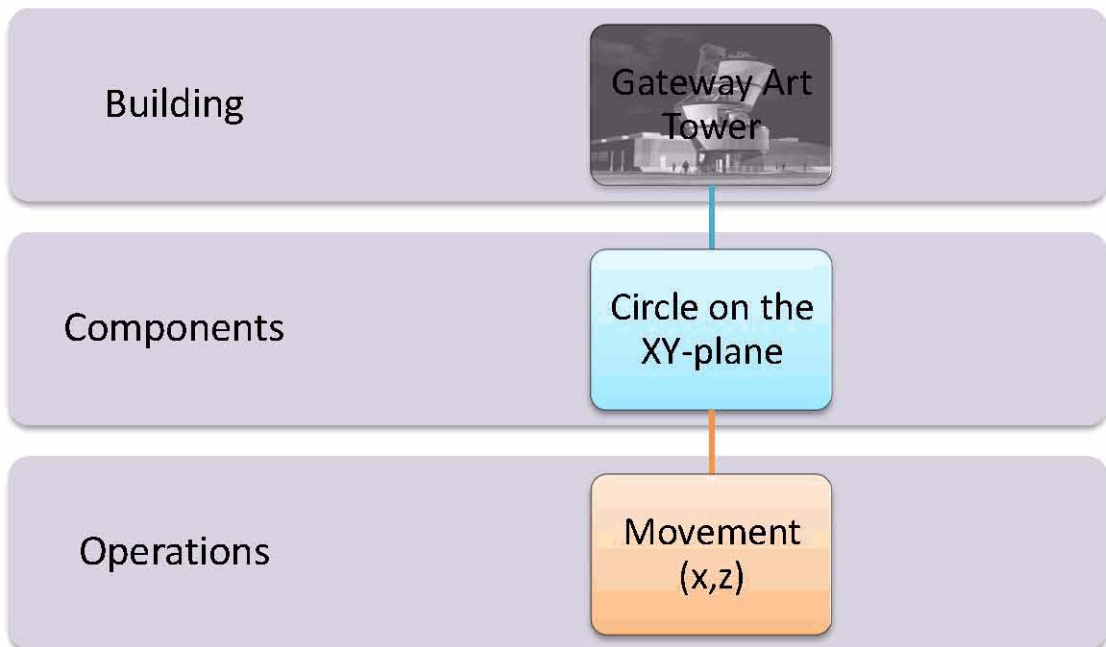 Building
Gateway Art
Tower
Components
Circle on the
XY-plane
Operations
Movement
(x,z)